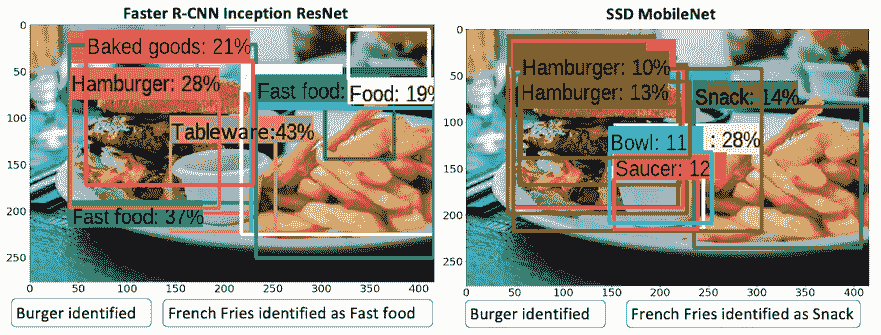 Faster R-CNN Inception ResNet
0
50
100
150
200
250
0
50
100
150
200
250
300
350
400
Baked goods: 21%
Hamburger: 28%
Fast food:
Food: 19%
Tableware:43%
Fast food: 37%
Burger identified
French Fries identified as Fast food
SSD MobileNet
0
50
100
150
200
250
0
50
100
150
200
250
300
350
400
Hamburger: 10%
Hamburger: 13%
Snack: 14%
Bowl: 11
: 28%
Saucer: 12
Burger identified
French Fries identified as Snack